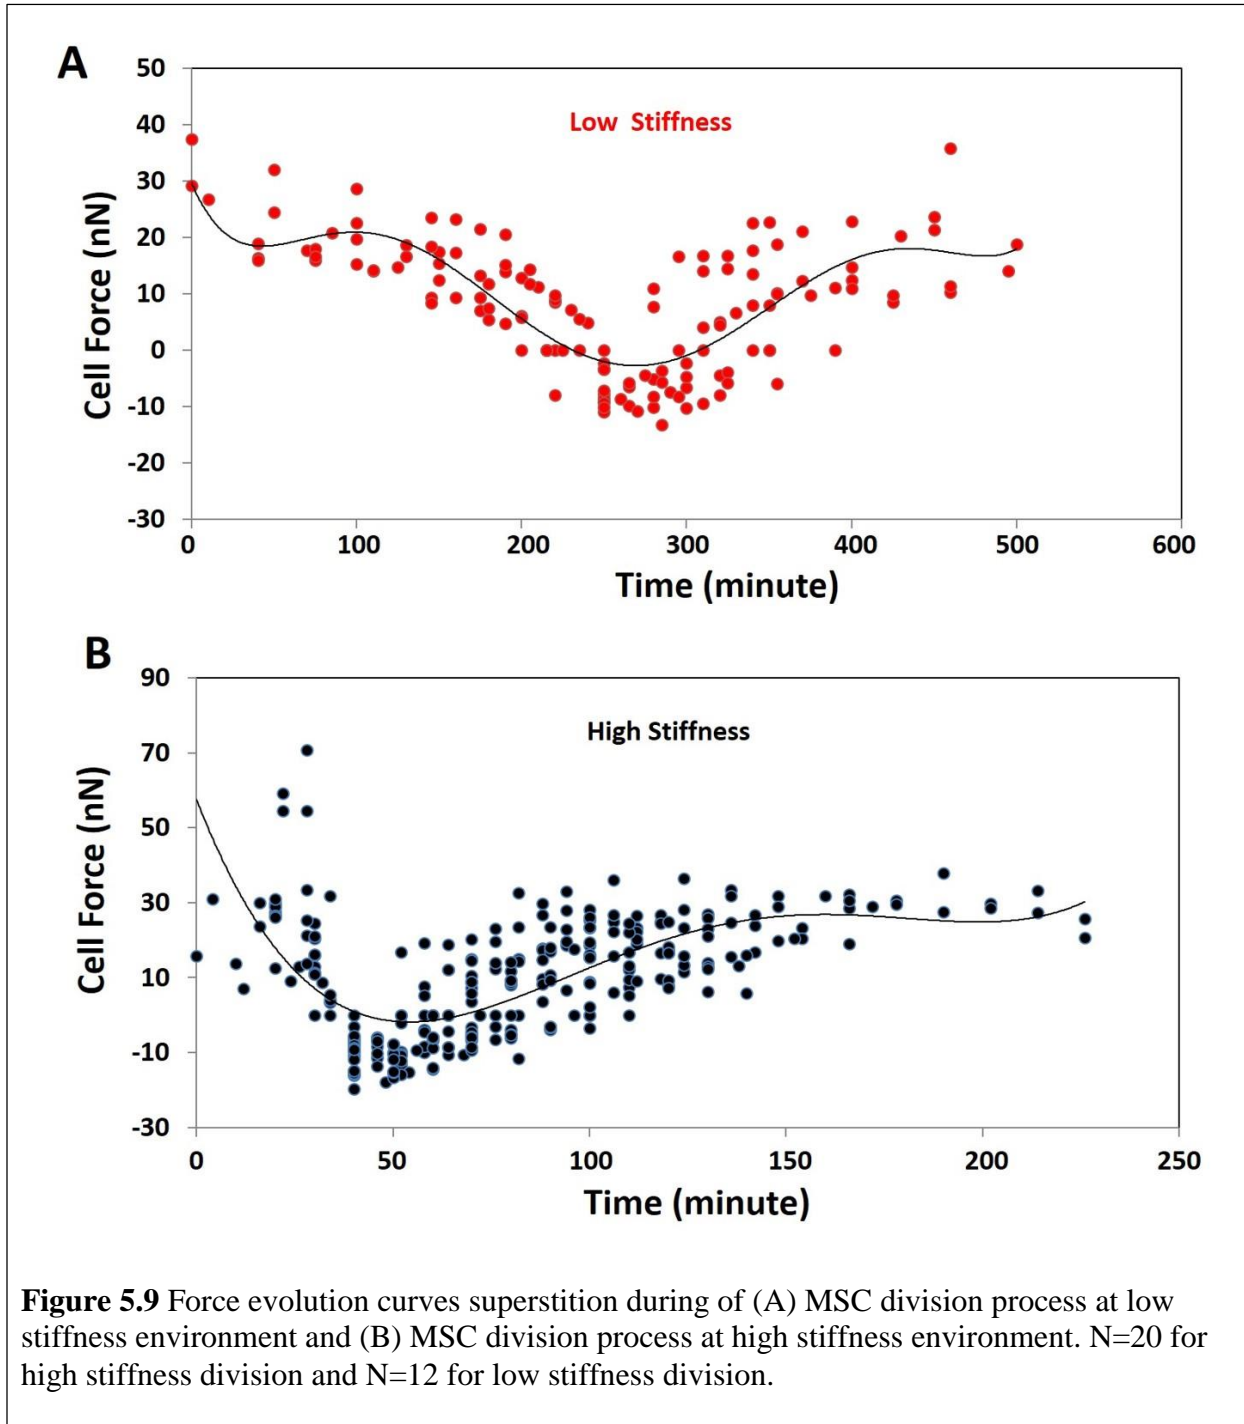 A
50
40
30
20
10
0
-10
-20
-30
Cell Force (nN)
Low Stiffness
0 100 200 300 400 500 600
Time (minute)
B
90
70
50
30
10
-10
-30
Cell Force (nN)
High Stiffness
0 50 100 150 200 250
Time (minute)
Figure 5.9 Force evolution curves superstition during of (A) MSC division process at low
stiffness environment and (B) MSC division process at high stiffness environment. N=20 for
high stiffness division and N=12 for low stiffness division.